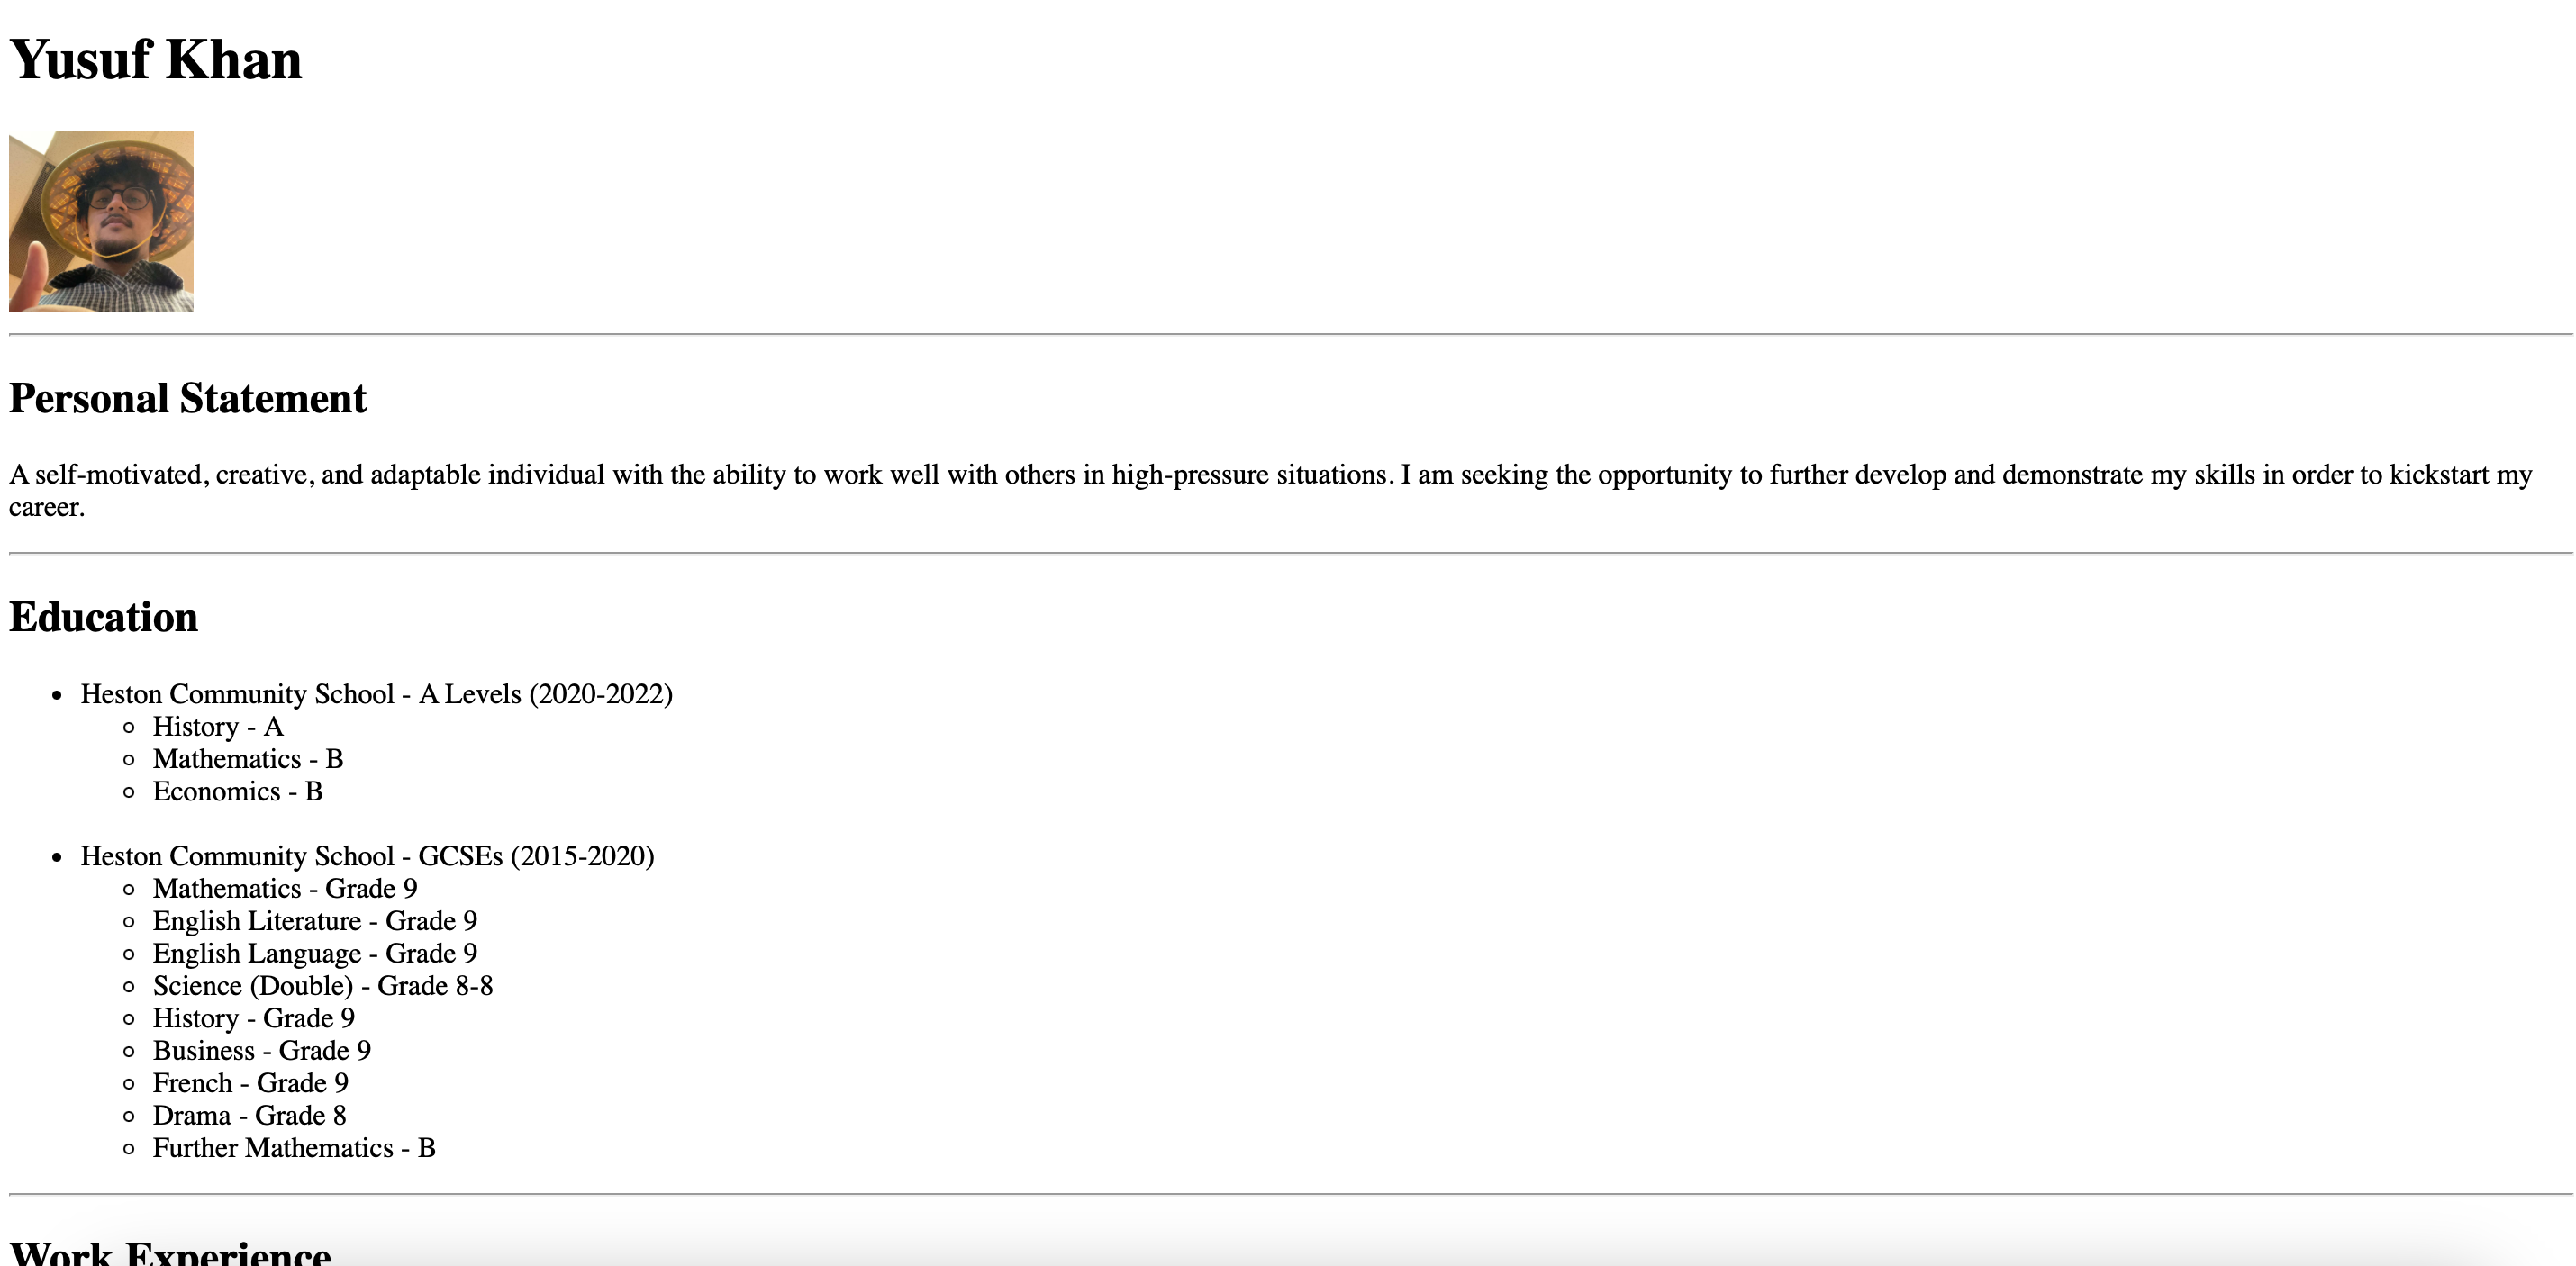 Yusuf Khan
Personal Statement
A self-motivated, creative, and adaptable individual with the ability to work well with others in high-pressure situations. I am seeking the opportunity to further develop and demonstrate my skills in order to kickstart my
career.
Education
Heston Community School - A Levels (2020-2022)
History - A
Mathematics - B
Economics - B
Heston Community School - GCSEs (2015-2020)
Mathematics - Grade 9
English Literature - Grade 9
English Language - Grade 9
Science (Double) - Grade 8-8
History - Grade 9
Business - Grade 9
French - Grade 9
Drama - Grade 8
Further Mathematics - B
Work Experience